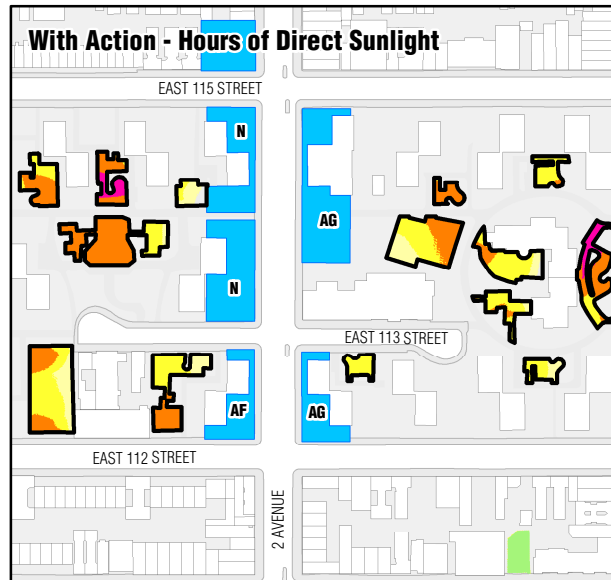 With Action - Hours of Direct Sunlight
EAST 115 STREET
N
AG
N
EAST 113 STREET
AF
AG
EAST 112 STREET
2 AVENUE